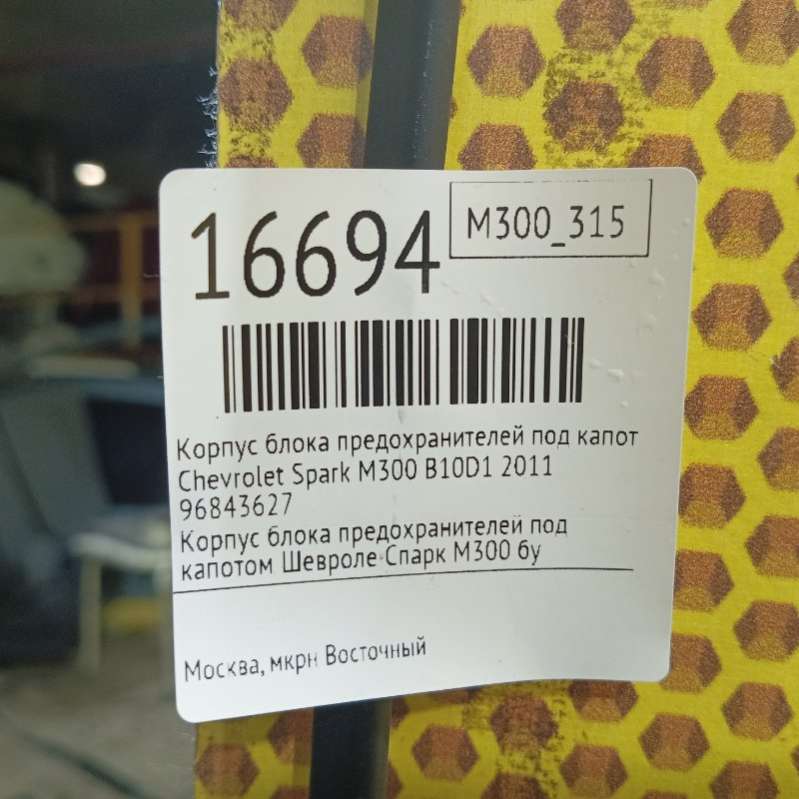 16694
М300_315
Корпус блока предохранителей под капот
Chevrolet Spark M300 B10D1 2011
96843627
Корпус блока предохранителей под
капотом Шевроле Спарк М300 бу
Москва, мкрн Восточный